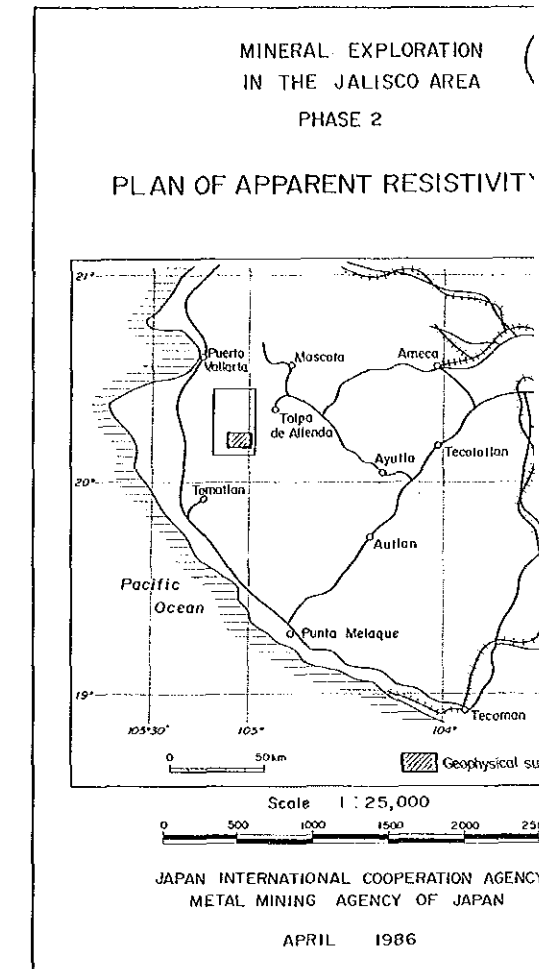 MINERAL EXPLORATION
IN THE JALISCO AREA
PHASE 2
PLAN OF APPARENT RESISTIVITY
21°
Puerto
Vallarta
Mascota
Ameca
Talpa
de Allende
Ayutla
Tecolotlan
20°
Tomatlan
Autlan
Pacific
Ocean
Punta Melaque
19°
Tecoman
105°30'
105°
104°
0 50km
Geophysical su
Scale 1:25,000
0 500 1000 1500 2000 250
JAPAN INTERNATIONAL COOPERATION AGENCY
METAL MINING AGENCY OF JAPAN
APRIL 1986